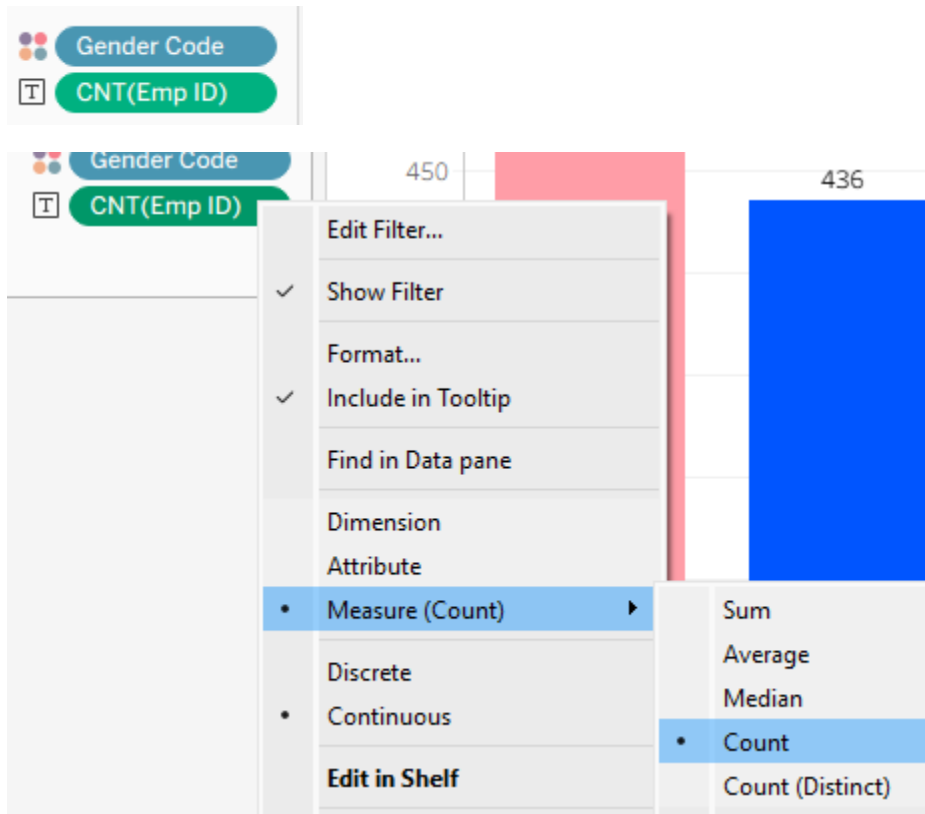 Gender Code
T CNT(Emp ID)
Gender Code
T CNT(Emp ID)
450
436
Edit Filter...
Show Filter
Format...
Include in Tooltip
Find in Data pane
Dimension
Attribute
Measure (Count)
Discrete
Continuous
Edit in Shelf
Sum
Average
Median
Count
Count (Distinct)